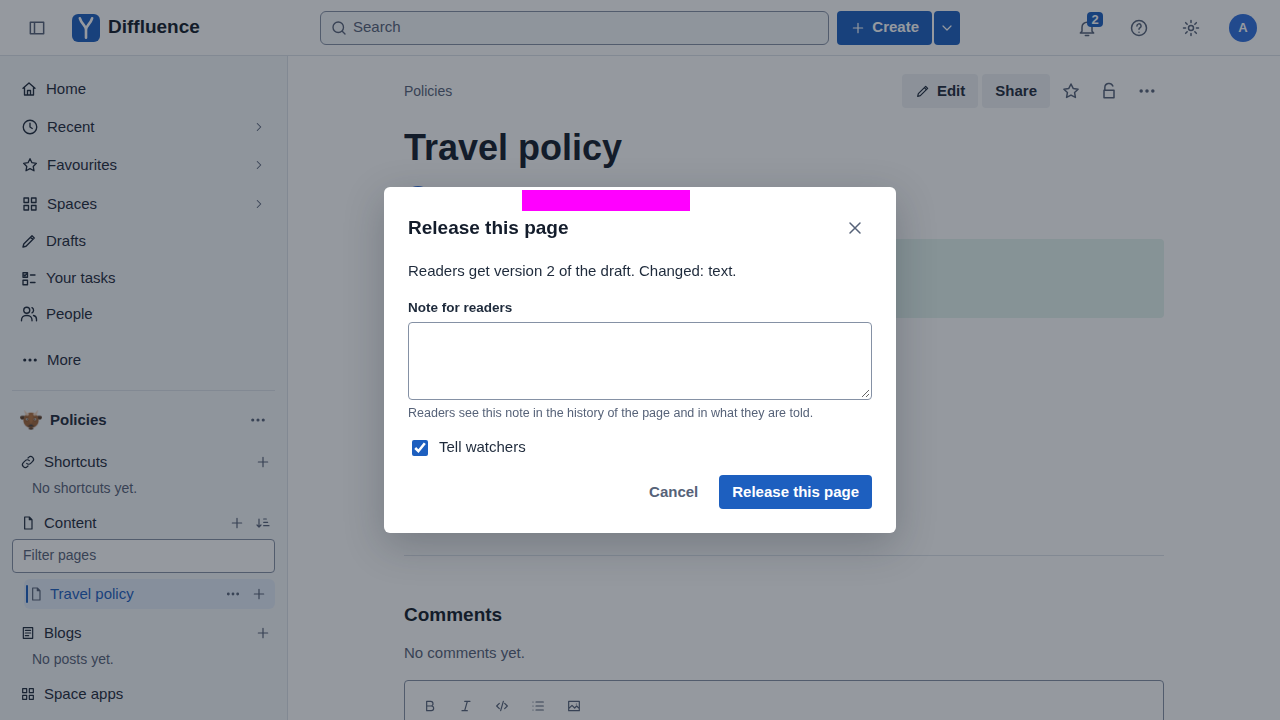 Diffluence
Search
Create
2
A
Home
Recent
Favourites
Spaces
Drafts
Your tasks
People
More
Policies
Shortcuts
No shortcuts yet.
Content
Filter pages
Travel policy
Blogs
No posts yet.
Space apps
Policies
Edit
Share
Travel policy
Release this page
Readers get version 2 of the draft. Changed: text.
Note for readers
Readers see this note in the history of the page and in what they are told.
Tell watchers
Cancel
Release this page
Comments
No comments yet.